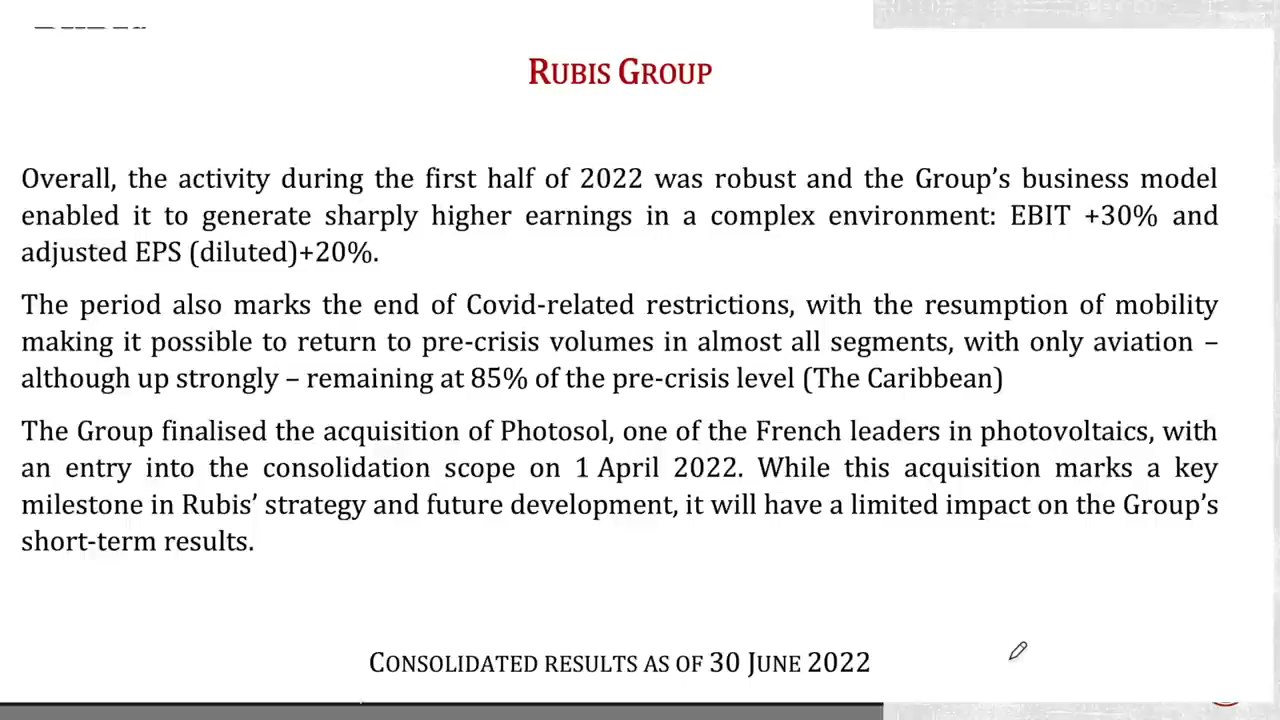 RUBIS GROUP
Overall, the activity during the first half of 2022 was robust and the Group’s business model
enabled it to generate sharply higher earnings in a complex environment: EBIT +30% and
adjusted EPS (diluted)+20%.
The period also marks the end of Covid-related restrictions, with the resumption of mobility
making it possible to return to pre-crisis volumes in almost all segments, with only aviation –
although up strongly – remaining at 85% of the pre-crisis level (The Caribbean)
The Group finalised the acquisition of Photosol, one of the French leaders in photovoltaics, with
an entry into the consolidation scope on 1 April 2022. While this acquisition marks a key
milestone in Rubis’ strategy and future development, it will have a limited impact on the Group’s
short-term results.
CONSOLIDATED RESULTS AS OF 30 JUNE 2022